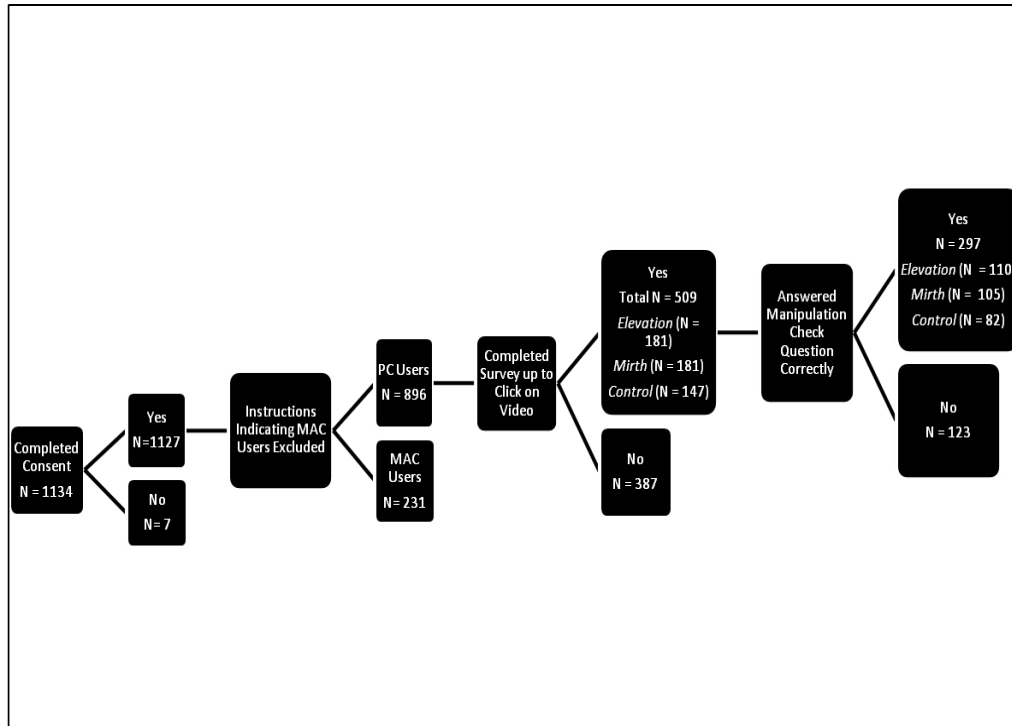 Completed
Consent
N = 1134
Yes
N=1127
No
N= 7
Instructions
Indicating MAC
Users Excluded
PC Users
N = 896
MAC
Users
N= 231
Completed
Survey up to
Click on
Video
Yes
Total N = 509
Elevation (N =
181)
Mirth (N = 181)
Control (N = 147)
No
N = 387
Answered
Manipulation
Check
Question
Correctly
Yes
N = 297
Elevation (N = 110
Mirth (N = 105)
Control (N = 82)
No
N = 123